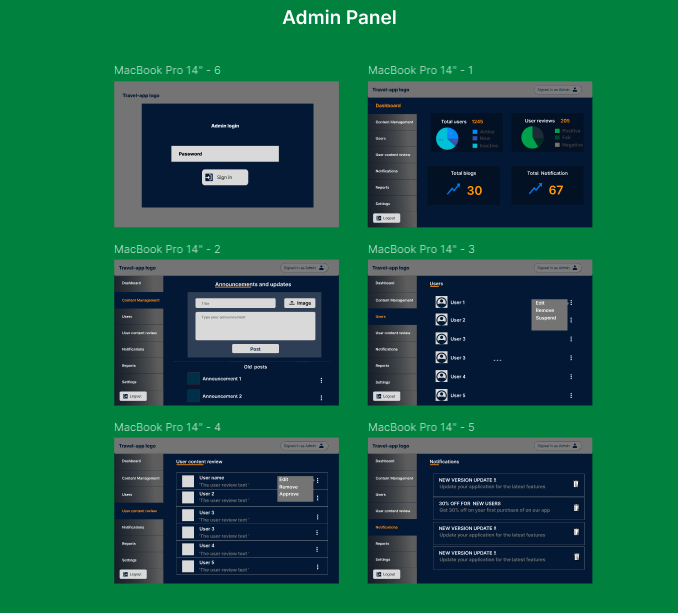 Admin Panel
MacBook Pro 14" - 6
Travel-app logo
Admin login
Password
Sign in
MacBook Pro 14" - 1
Travel-app logo
Signed in as Admin
Dashboard
Content Management
Users
User content review
Notifications
Reports
Settings
Logout
Total users 1245
Active
New
Inactive
User reviews 205
Positive
Fair
Negative
Total blogs
30
Total Notification
67
MacBook Pro 14" - 2
Travel-app logo
Signed in as Admin
Dashboard
Content Management
Users
User content review
Notifications
Reports
Settings
Logout
Announcements and updates
Title
Image
Type your announcement
Post
Old posts
Announcement 1
Announcement 2
MacBook Pro 14" - 3
Travel-app logo
Signed in as Admin
Dashboard
Content Management
Users
User content review
Notifications
Reports
Settings
Logout
Users
User 1
User 2
User 3
User 3
User 4
User 5
Edit
Remove
Suspend
...
MacBook Pro 14" - 4
Travel-app logo
Signed in as Admin
Dashboard
Content Management
Users
User content review
Notifications
Reports
Settings
Logout
User content review
User name
"The user review text "
User 2
"The user review text "
User 3
"The user review text "
User 3
"The user review text "
User 4
"The user review text "
User 5
"The user review text "
Edit
Remove
Approve
MacBook Pro 14" - 5
Travel-app logo
Signed in as Admin
Dashboard
Content Management
Users
User content review
Notifications
Reports
Settings
Logout
Notifications
NEW VERSION UPDATE !!
Update your application for the latest features
30% OFF FOR NEW USERS
Get 30% off on your first purchase of on our app
NEW VERSION UPDATE !!
Update your application for the latest features
NEW VERSION UPDATE !!
Update your application for the latest features